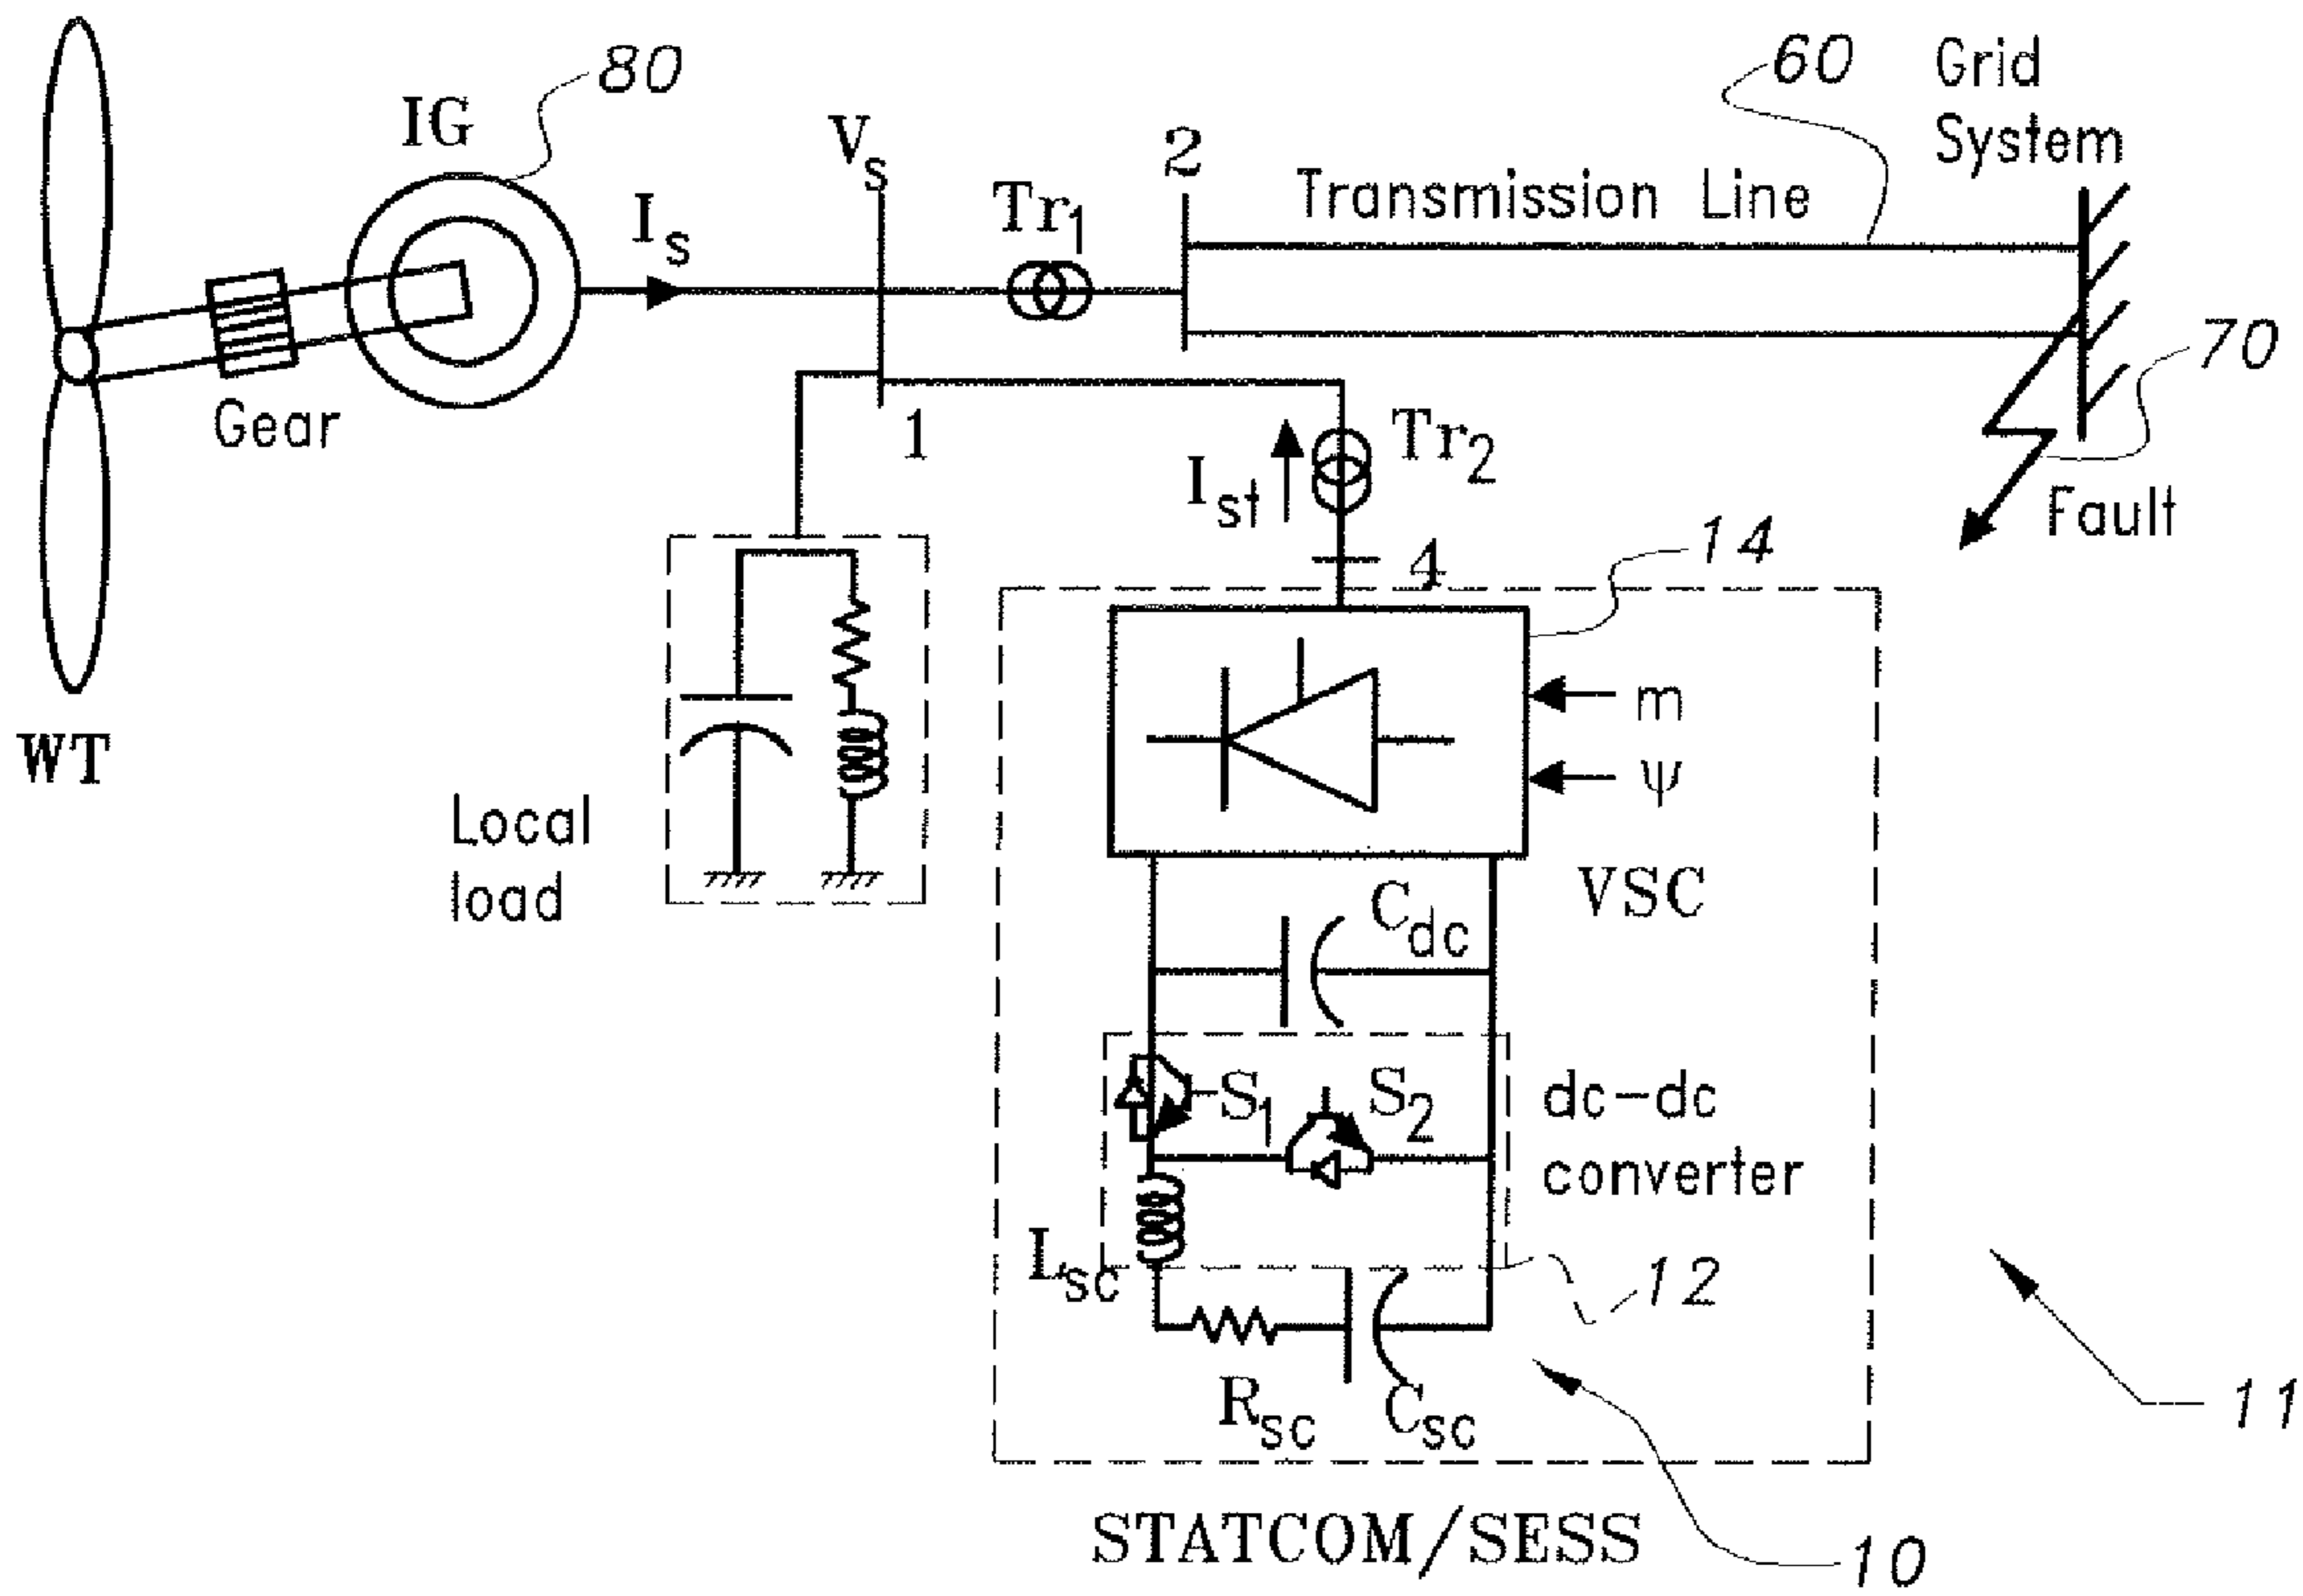 80
60
Grid
System
IG
Vs
2
Is
Tr1
Transmission Line
70
Gear
1
Tr2
Ist
Fault
4
14
m
WT
ψ
Local
load
VSC
Cdc
S1
S2
dc-dc
converter
Lsc
12
Rsc
Csc
11
STATCOM/SESS
10